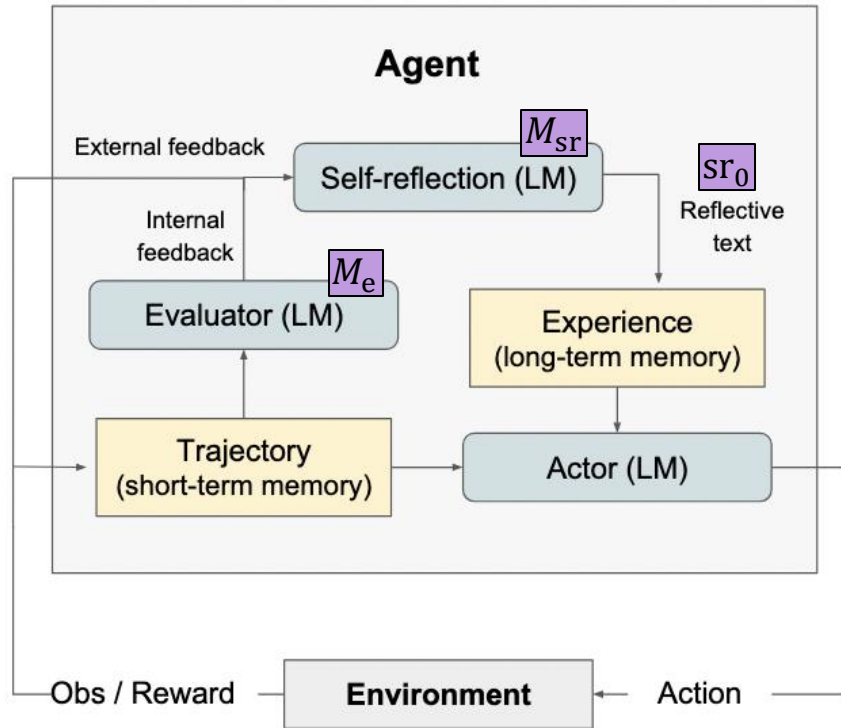 Agent
External feedback
M_sr
Self-reflection (LM)
sr_0
Reflective
text
Internal
feedback
M_e
Evaluator (LM)
Experience
(long-term memory)
Trajectory
(short-term memory)
Actor (LM)
Obs / Reward
Environment
Action